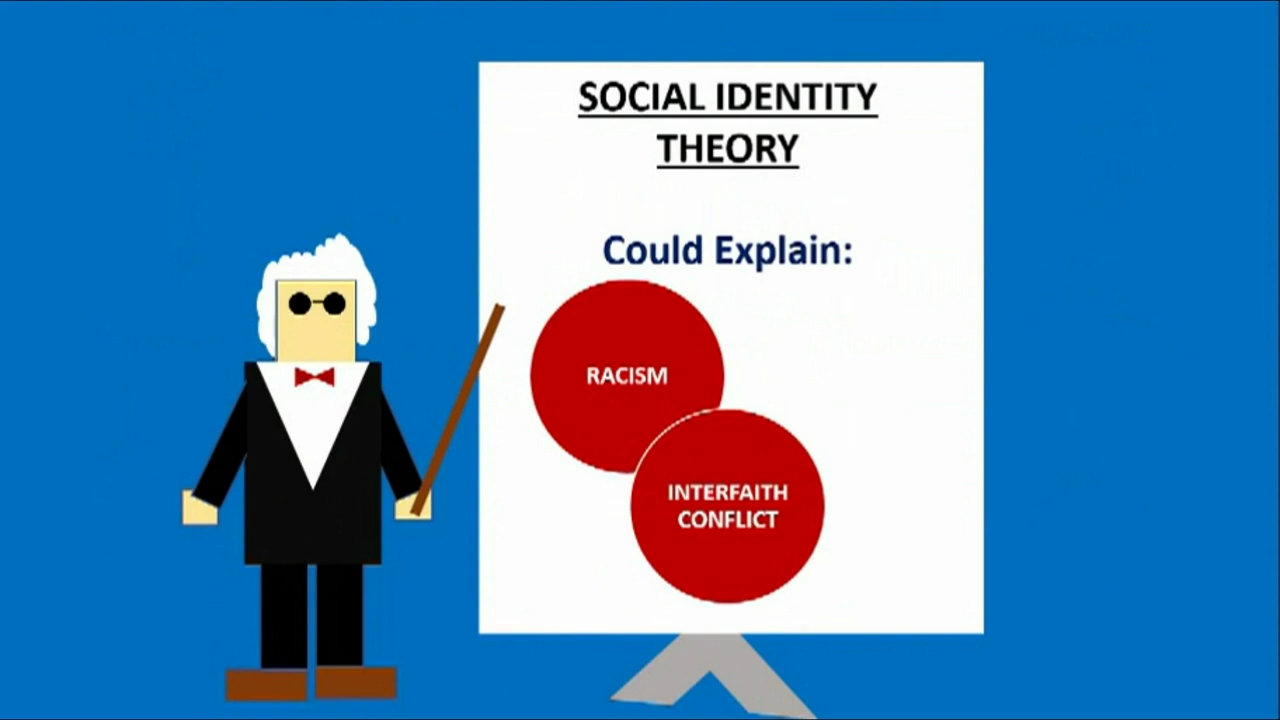 SOCIAL IDENTITY
THEORY
Could Explain:
RACISM
INTERFAITH
CONFLICT